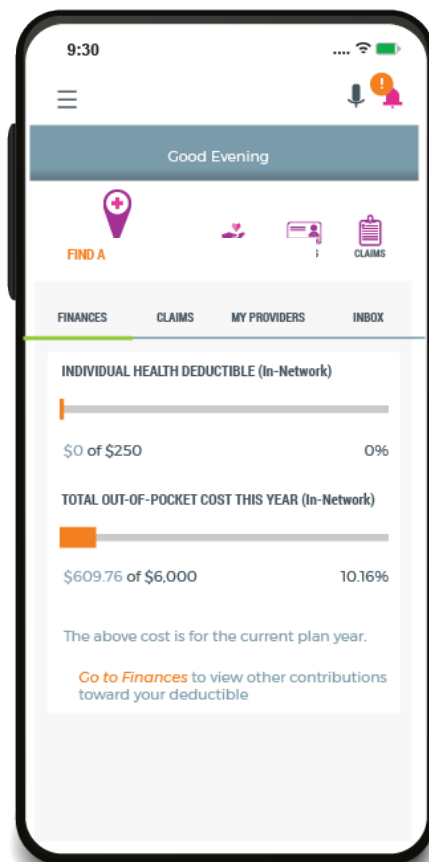 9:30
!
Good Evening
FIND A
CLAIMS
FINANCES CLAIMS MY PROVIDERS INBOX
INDIVIDUAL HEALTH DEDUCTIBLE (In-Network)
$0 of $250 0%
TOTAL OUT-OF-POCKET COST THIS YEAR (In-Network)
$609.76 of $6,000 10.16%
The above cost is for the current plan year.
Go to Finances to view other contributions
toward your deductible